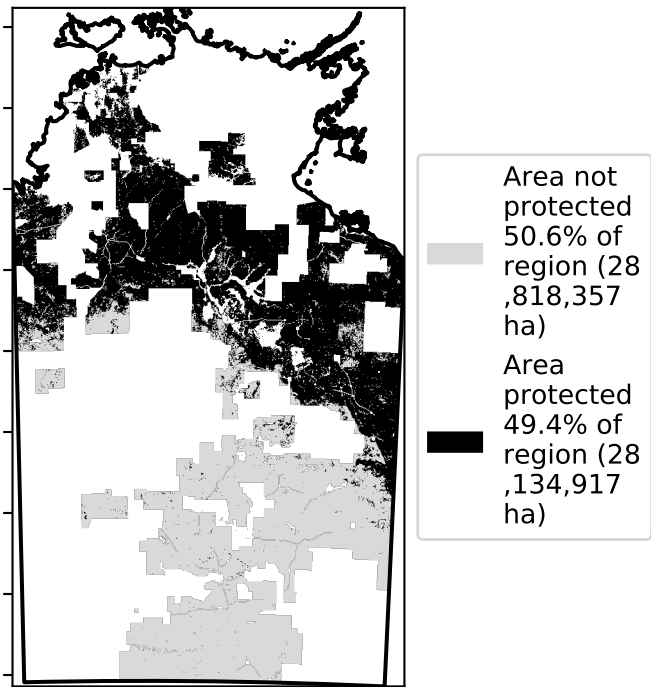 Area not
protected
50.6% of
region (28
,818,357
ha)
Area
protected
49.4% of
region (28
,134,917
ha)